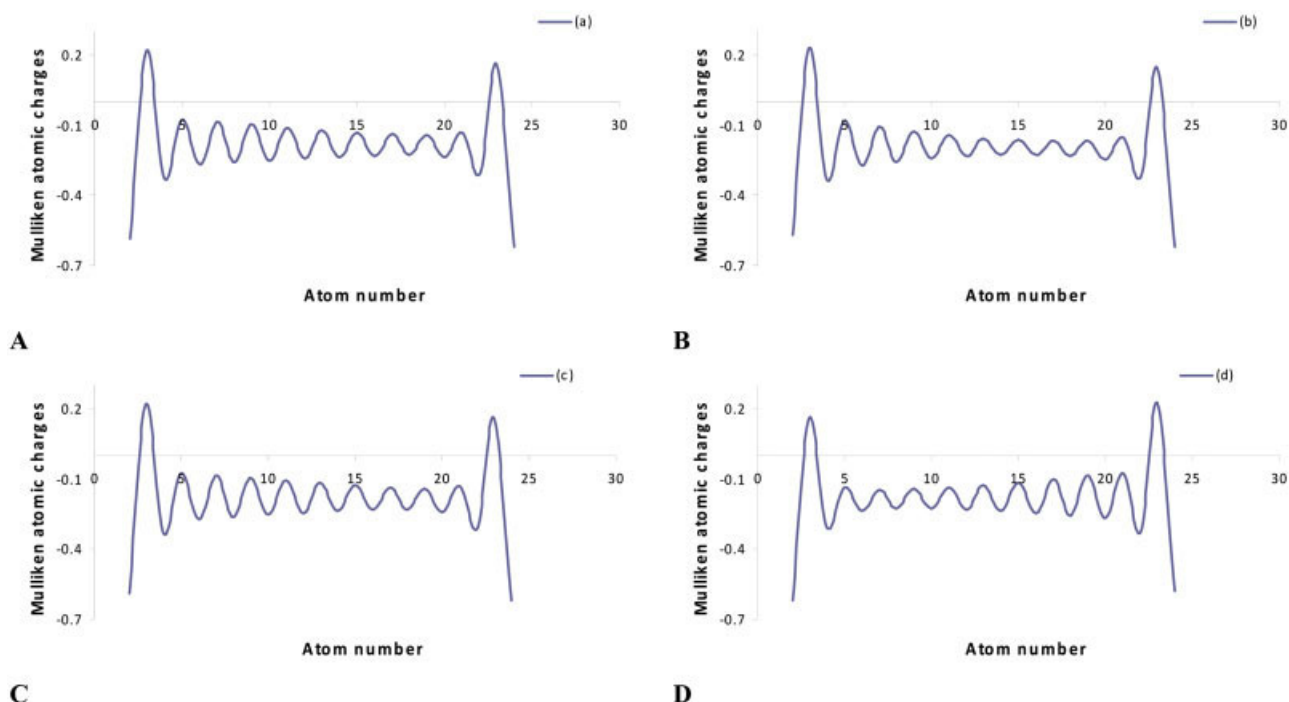 (a)
Mulliken atomic charges
0.2
-0.1
-0.4
-0.7
0 5 10 15 20 25 30
Atom number
A
(b)
Mulliken atomic charges
0.2
-0.1
-0.4
-0.7
0 5 10 15 20 25 30
Atom number
B
(c)
Mulliken atomic charges
0.2
-0.1
-0.4
-0.7
0 5 10 15 20 25 30
Atom number
C
(d)
Mulliken atomic charges
0.2
-0.1
-0.4
-0.7
0 5 10 15 20 25 30
Atom number
D